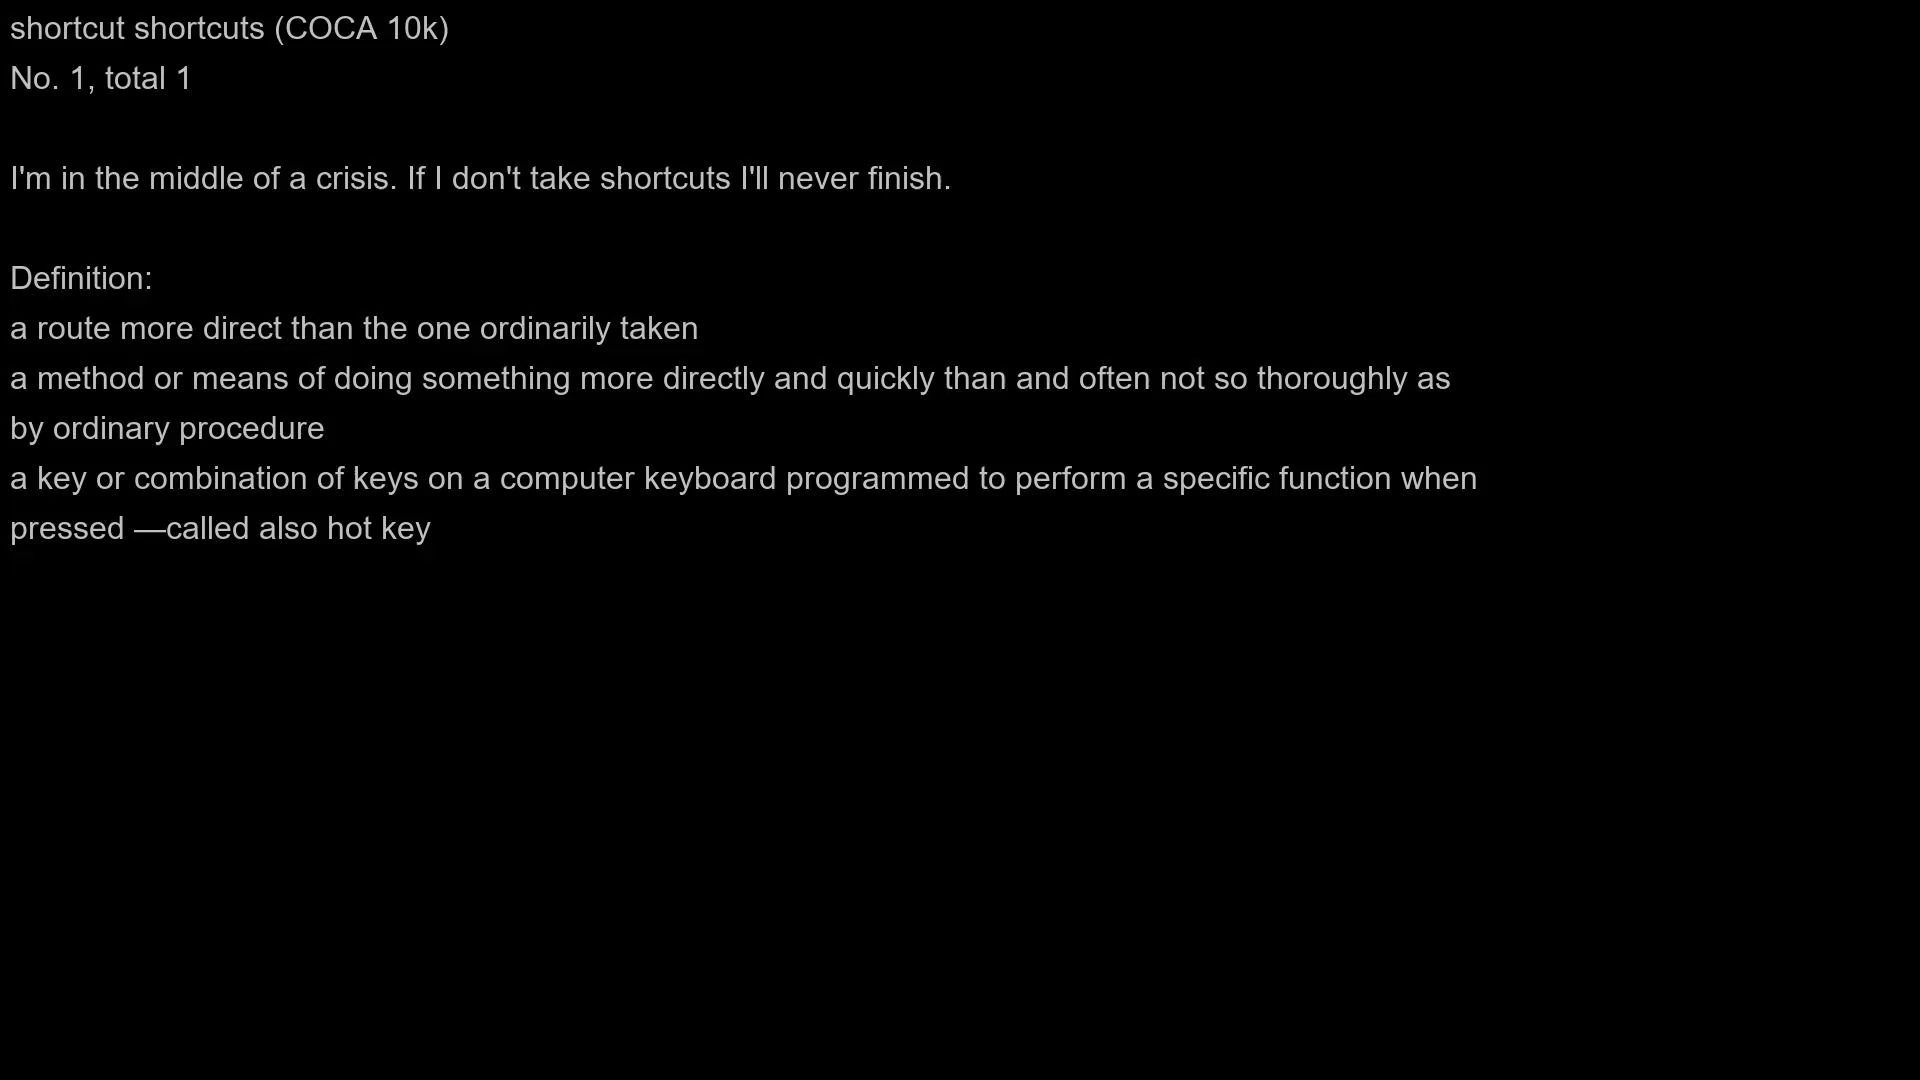 shortcut shortcuts (COCA 10k)
No. 1, total 1
I'm in the middle of a crisis. If I don't take shortcuts I'll never finish.
Definition:
a route more direct than the one ordinarily taken
a method or means of doing something more directly and quickly than and often not so thoroughly as
by ordinary procedure
a key or combination of keys on a computer keyboard programmed to perform a specific function when
pressed —called also hot key